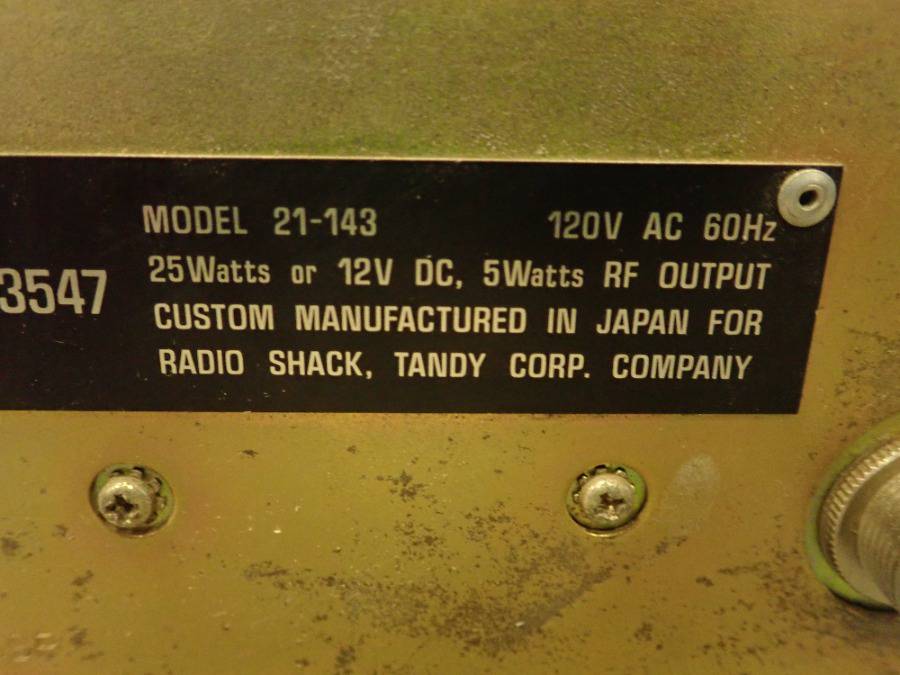 MODEL 21-143 120V AC 60Hz
3547 25Watts or 12V DC, 5Watts RF OUTPUT
CUSTOM MANUFACTURED IN JAPAN FOR
RADIO SHACK, TANDY CORP. COMPANY